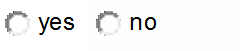 yes no